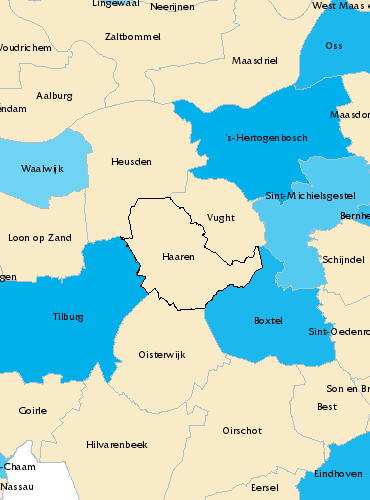 Lingewaal
Neerijnen
West Maas e
Zaltbommel
Woudrichem
Oss
Maasdriel
Aalburg
endam
Maasdon
's-Hertogenbosch
Heusden
Waalwijk
Sint-Michielsgestel
Vught
Bernhe
Loon op Zand
Haaren
Schijndel
gen
Tilburg
Boxtel
Sint-Oedenro
Oisterwijk
Son en Br
Goirle
Best
Oirschot
Hilvarenbeek
-Chaam
Eindhoven
Nassau
Eersel